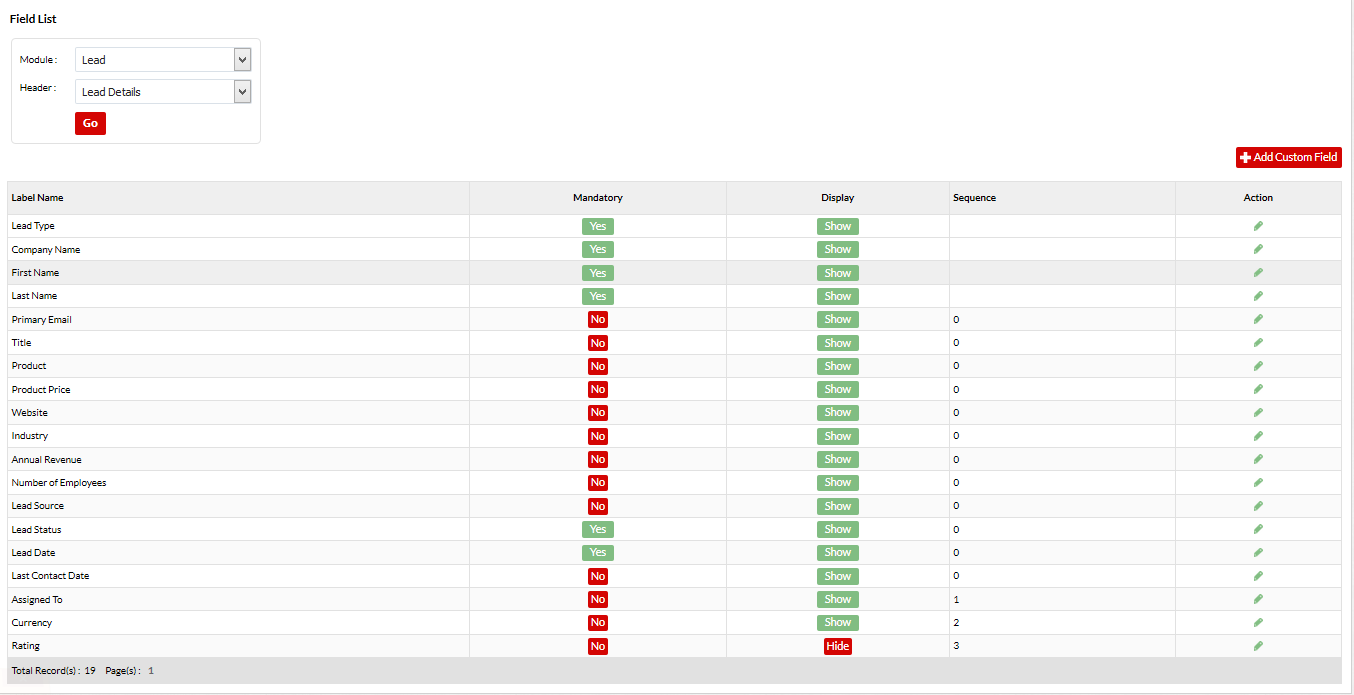 Field List
Module : Lead
Header : Lead Details
Go
Add Custom Field
Label Name Mandatory Display Sequence Action
Lead Type Yes Show
Company Name Yes Show
First Name Yes Show
Last Name Yes Show
Primary Email No Show 0
Title No Show 0
Product No Show 0
Product Price No Show 0
Website No Show 0
Industry No Show 0
Annual Revenue No Show 0
Number of Employees No Show 0
Lead Source No Show 0
Lead Status Yes Show 0
Lead Date Yes Show 0
Last Contact Date No Show 0
Assigned To No Show 1
Currency No Show 2
Rating No Hide 3
Total Record(s) : 19 Page(s) : 1